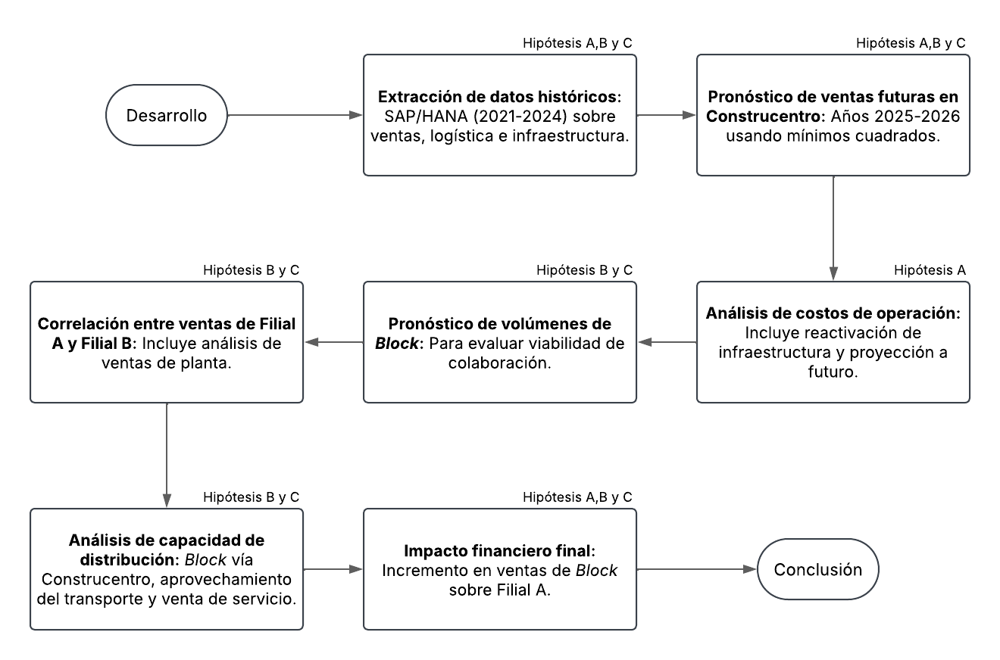 Desarrollo
Hipótesis A,B y C
Extracción de datos históricos:
SAP/HANA (2021-2024) sobre
ventas, logística e infraestructura.
Hipótesis A,B y C
Pronóstico de ventas futuras en
Construcentro: Años 2025-2026
usando mínimos cuadrados.
Hipótesis A
Análisis de costos de operación:
Incluye reactivación de
infraestructura y proyección a
futuro.
Hipótesis B y C
Pronóstico de volúmenes de
Block: Para evaluar viabilidad de
colaboración.
Hipótesis B y C
Correlación entre ventas de Filial
A y Filial B: Incluye análisis de
ventas de planta.
Hipótesis B y C
Análisis de capacidad de
distribución: Block vía
Construcentro, aprovechamiento
del transporte y venta de servicio.
Hipótesis A,B y C
Impacto financiero final:
Incremento en ventas de Block
sobre Filial A.
Conclusión